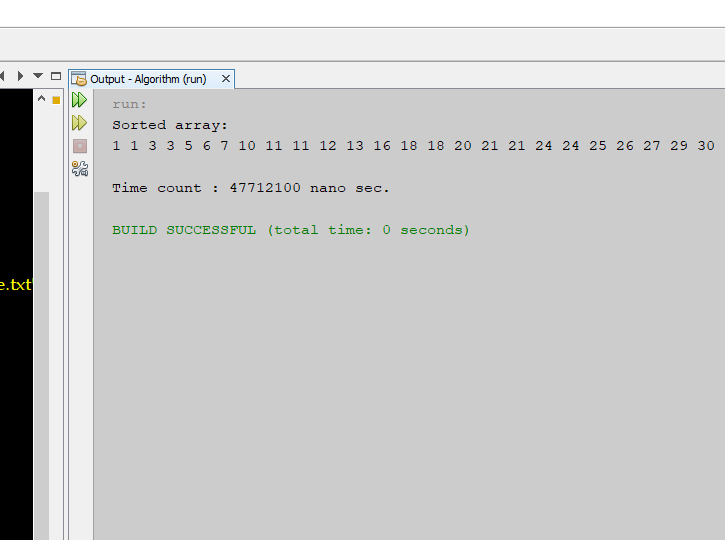 Output - Algorithm (run)
run:
Sorted array:
1 1 3 3 5 6 7 10 11 11 12 13 16 18 18 20 21 21 24 24 25 26 27 29 30
e.txt
Time count : 47712100 nano sec.
BUILD SUCCESSFUL (total time: 0 seconds)